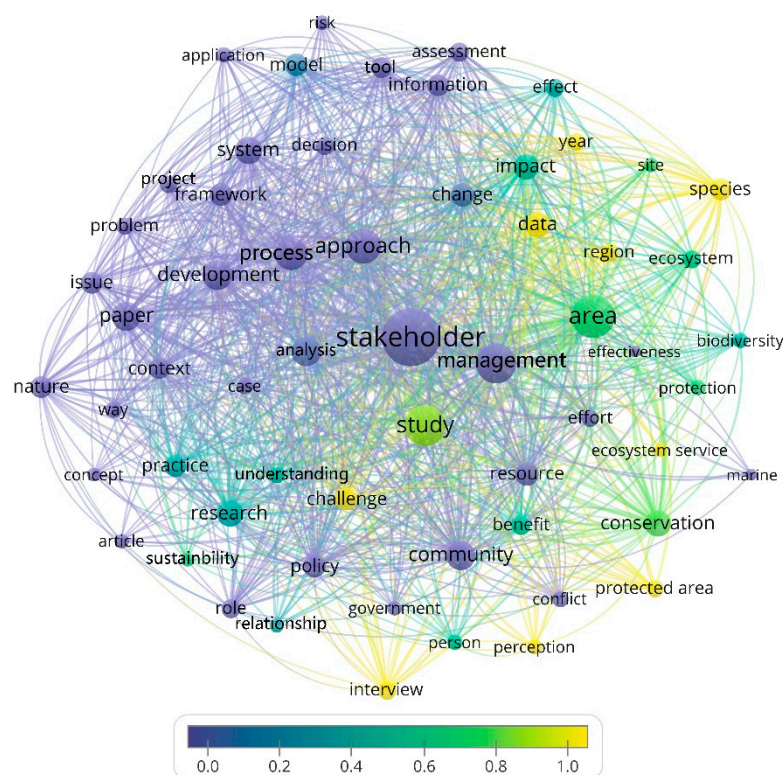 risk
application
assessment
model
tool
information
effect
year
system
decision
impact
site
project
framework
change
species
problem
data
region
ecosystem
process
approach
development
issue
area
paper
stakeholder
biodiversity
analysis
management
effectiveness
context
nature
case
protection
way
study
effort
ecosystem service
concept
practice
understanding
resource
marine
challenge
research
benefit
conservation
article
sustainbility
policy
community
protected area
role
government
conflict
relationship
person
perception
interview
0.0 0.2 0.4 0.6 0.8 1.0